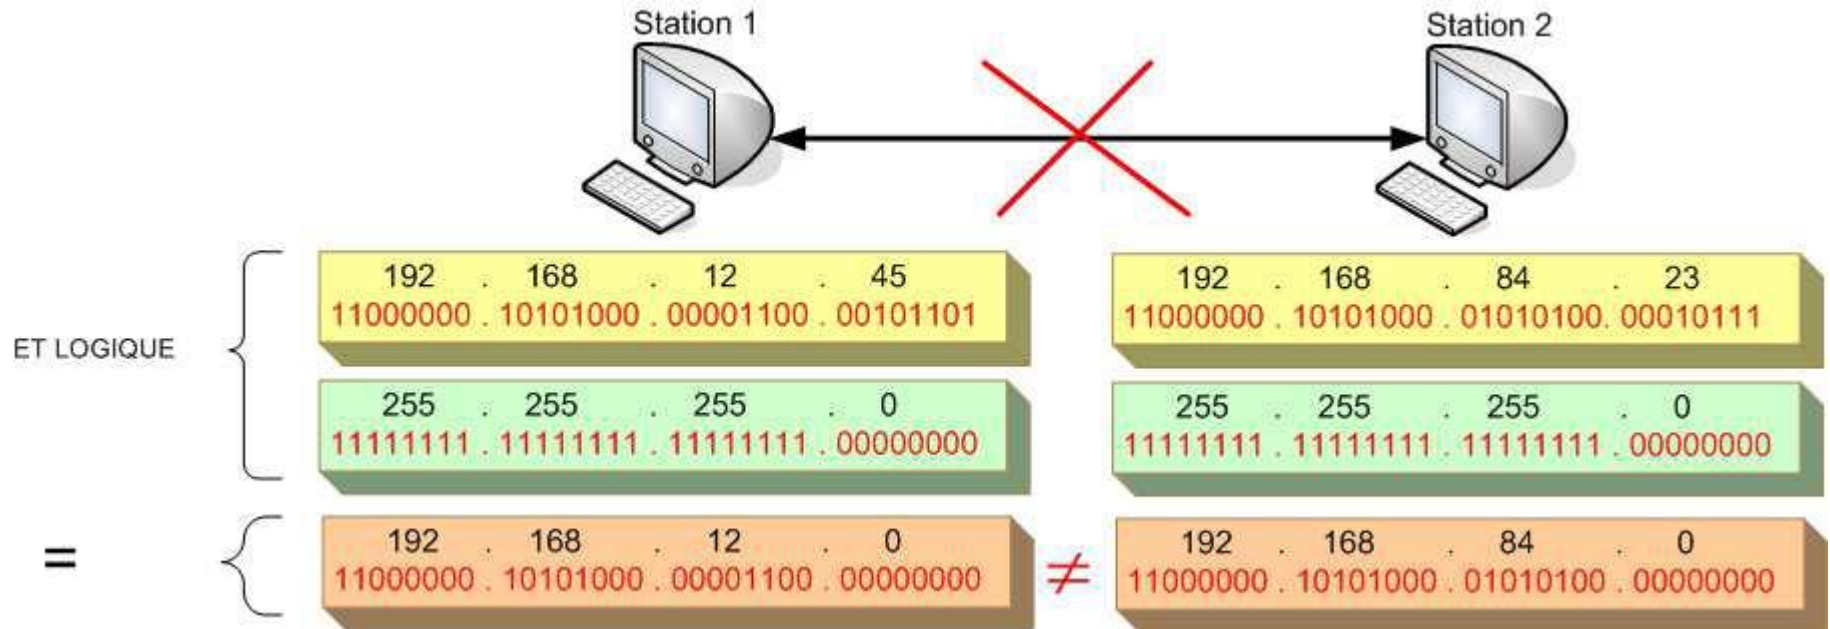 Station 1
Station 2
192 . 168 . 12 . 45
11000000 . 10101000 . 00001100 . 00101101
192 . 168 . 84 . 23
11000000 . 10101000 . 01010100. 00010111
ET LOGIQUE
255 . 255 . 255 . 0
11111111 . 11111111 . 11111111 . 00000000
255 . 255 . 255 . 0
11111111 . 11111111 . 11111111 . 00000000
=
192 . 168 . 12 . 0
11000000 . 10101000 . 00001100 . 00000000
≠
192 . 168 . 84 . 0
11000000 . 10101000 . 01010100 . 00000000